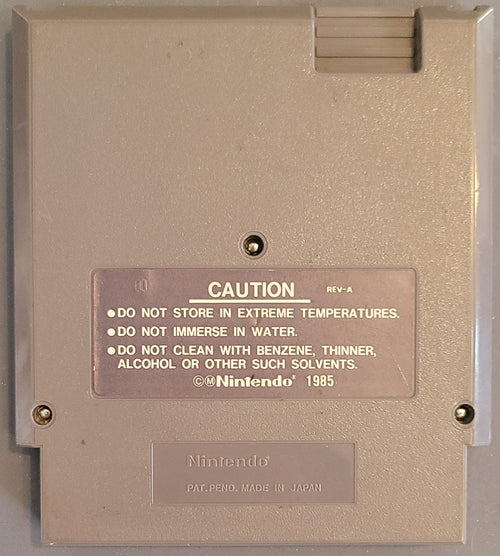 CAUTION REV-A
●DO NOT STORE IN EXTREME TEMPERATURES.
●DO NOT IMMERSE IN WATER.
●DO NOT CLEAN WITH BENZENE, THINNER,
ALCOHOL OR OTHER SUCH SOLVENTS.
©ⓂNintendo® 1985
Nintendo®
PAT. PEND. MADE IN JAPAN